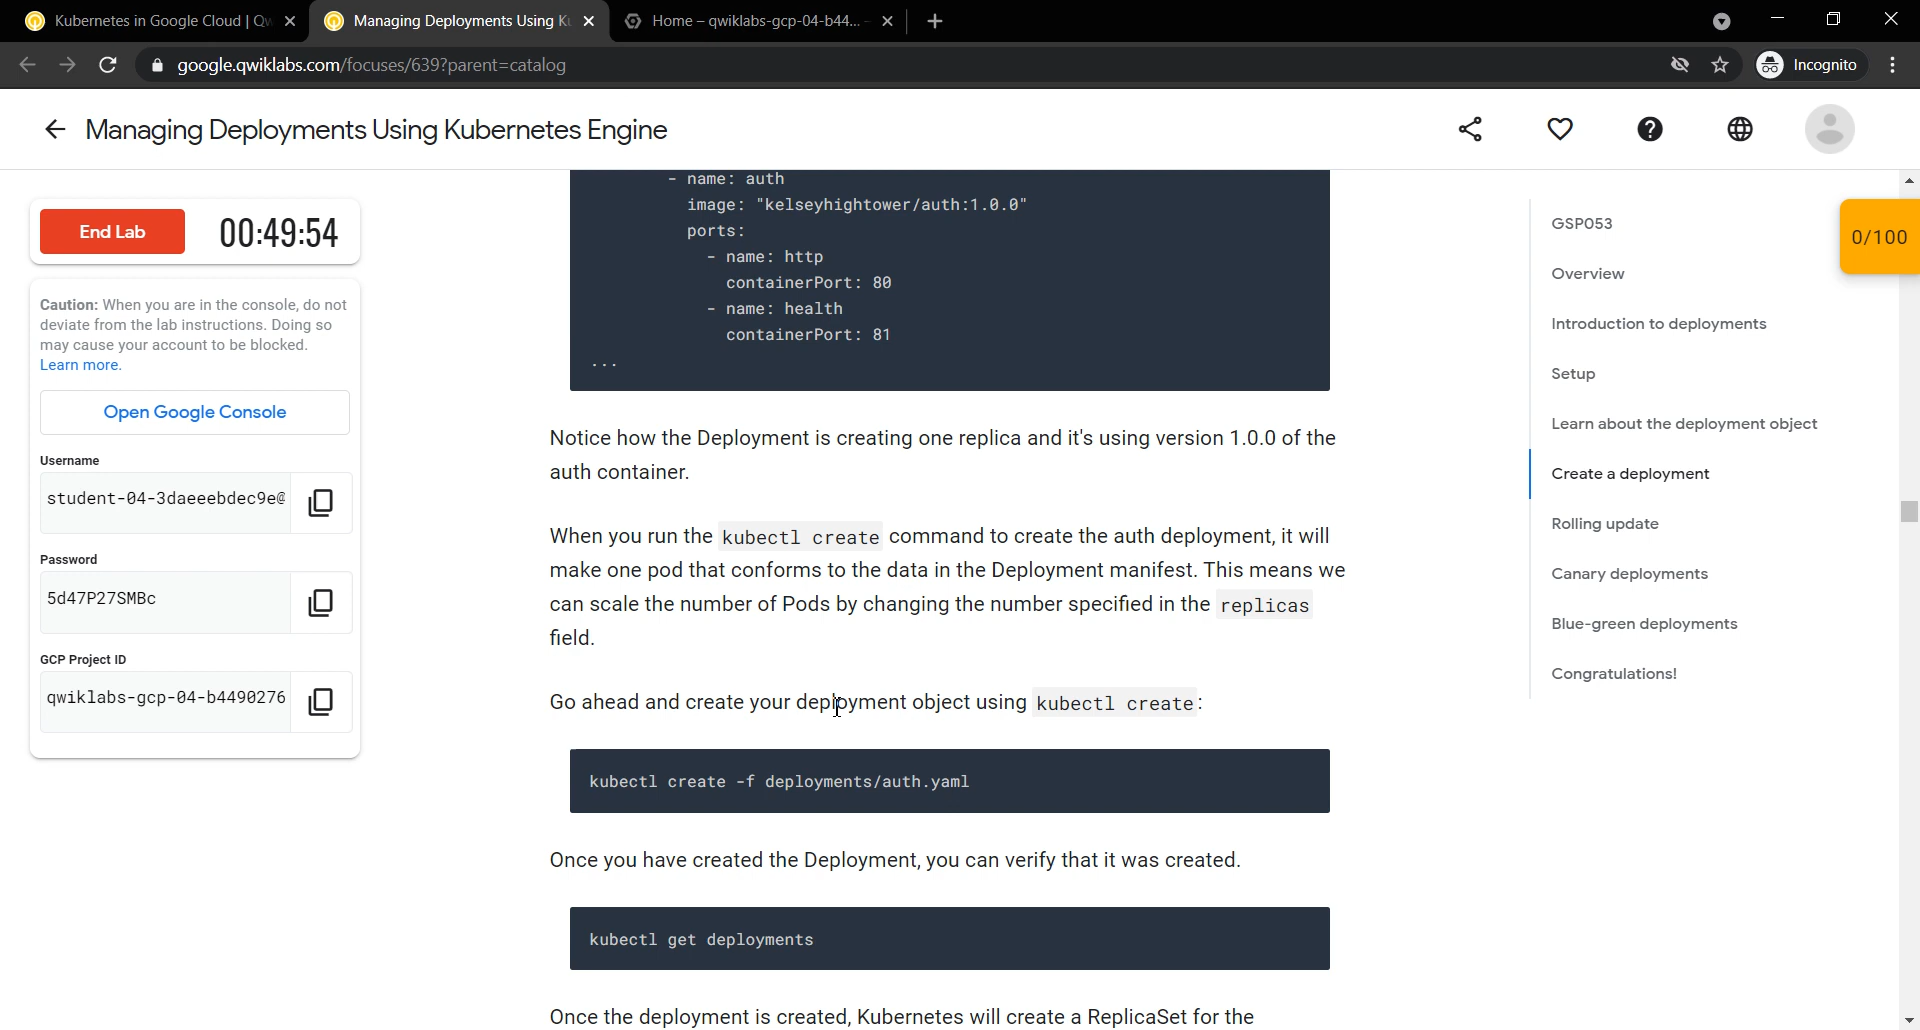 Kubernetes in Google Cloud | Qw
Managing Deployments Using K
Home – qwiklabs-gcp-04-b44...
google.qwiklabs.com/focuses/639?parent=catalog
Incognito
Managing Deployments Using Kubernetes Engine
End Lab
00:49:54
Caution: When you are in the console, do not
deviate from the lab instructions. Doing so
may cause your account to be blocked.
Learn more.
Open Google Console
Username
student-04-3daeeebdec9e@
Password
5d47P27SMBc
GCP Project ID
qwiklabs-gcp-04-b4490276
- name: auth
image: "kelseyhightower/auth:1.0.0"
ports:
- name: http
containerPort: 80
- name: health
containerPort: 81
...
Notice how the Deployment is creating one replica and it's using version 1.0.0 of the
auth container.
When you run the kubectl create command to create the auth deployment, it will
make one pod that conforms to the data in the Deployment manifest. This means we
can scale the number of Pods by changing the number specified in the replicas
field.
Go ahead and create your deployment object using kubectl create:
kubectl create -f deployments/auth.yaml
Once you have created the Deployment, you can verify that it was created.
kubectl get deployments
Once the deployment is created, Kubernetes will create a ReplicaSet for the
GSP053
Overview
Introduction to deployments
Setup
Learn about the deployment object
Create a deployment
Rolling update
Canary deployments
Blue-green deployments
Congratulations!
0/100